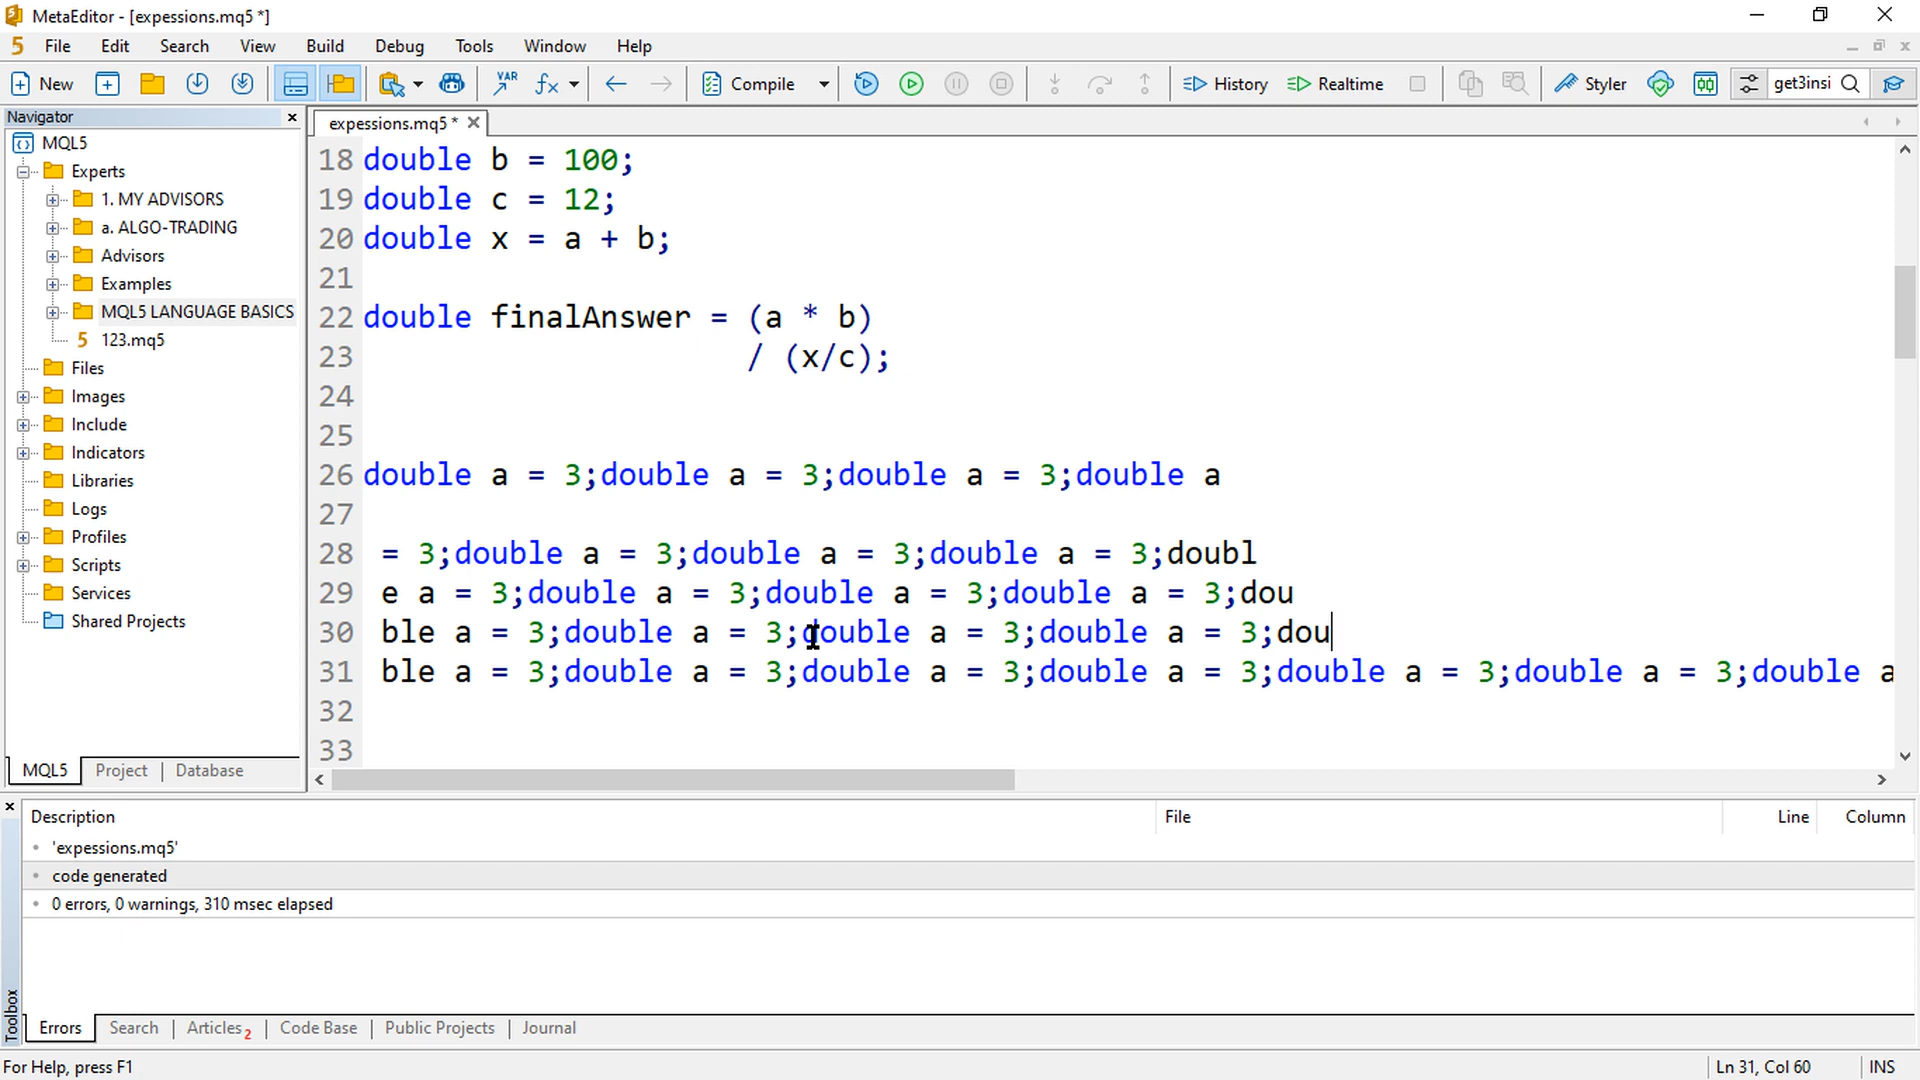 MetaEditor - [expessions.mq5 *]
5 File Edit Search View Build Debug Tools Window Help
New VAR Compile History Realtime Styler get3insi
Navigator
MQL5
Experts
1. MY ADVISORS
a. ALGO-TRADING
Advisors
Examples
MQL5 LANGUAGE BASICS
5 123.mq5
Files
Images
Include
Indicators
Libraries
Logs
Profiles
Scripts
Services
Shared Projects
MQL5 Project Database
expessions.mq5 *
18 double b = 100;
19 double c = 12;
20 double x = a + b;
21
22 double finalAnswer = (a * b)
23 / (x/c);
24
25
26 double a = 3;double a = 3;double a = 3;double a
27
28 = 3;double a = 3;double a = 3;double a = 3;doubl
29 e a = 3;double a = 3;double a = 3;double a = 3;dou
30 ble a = 3;double a = 3;double a = 3;double a = 3;dou
31 ble a = 3;double a = 3;double a = 3;double a = 3;double a = 3;double a = 3;double a
32
33
Description File Line Column
'expessions.mq5'
code generated
0 errors, 0 warnings, 310 msec elapsed
Toolbox
Errors Search Articles 2 Code Base Public Projects Journal
For Help, press F1 Ln 31, Col 60 INS